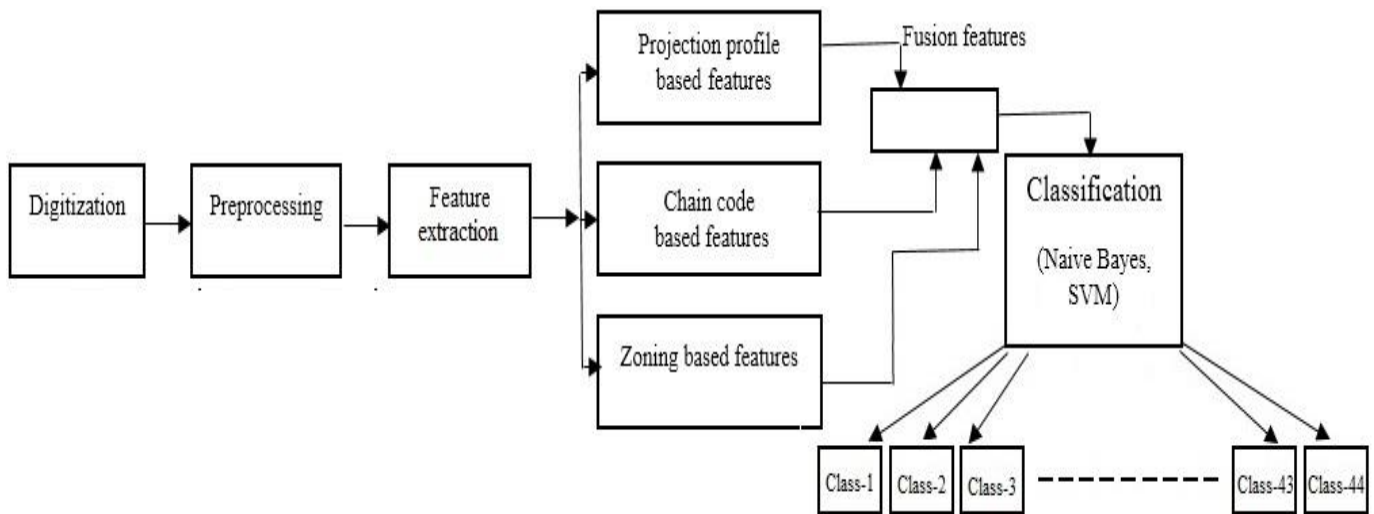 Digitization
Preprocessing
Feature
extraction
Projection profile
based features
Chain code
based features
Zoning based features
Fusion features
Classification
(Naive Bayes,
SVM)
Class-1
Class-2
Class-3
Class-43
Class-44